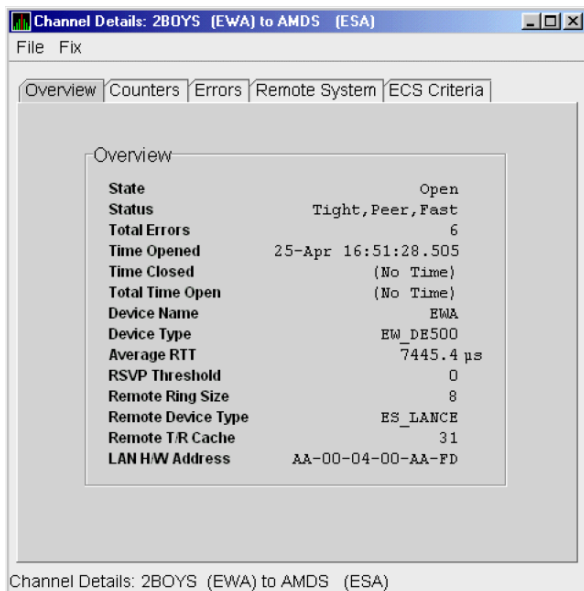 Channel Details: 2BOYS (EWA) to AMDS (ESA)
File Fix
Overview Counters Errors Remote System ECS Criteria
Overview
State Open
Status Tight,Peer,Fast
Total Errors 6
Time Opened 25-Apr 16:51:28.505
Time Closed (No Time)
Total Time Open (No Time)
Device Name EWA
Device Type EW_DE500
Average RTT 7445.4 µs
RSVP Threshold 0
Remote Ring Size 8
Remote Device Type ES_LANCE
Remote T/R Cache 31
LAN H/W Address AA-00-04-00-AA-FD
Channel Details: 2BOYS (EWA) to AMDS (ESA)